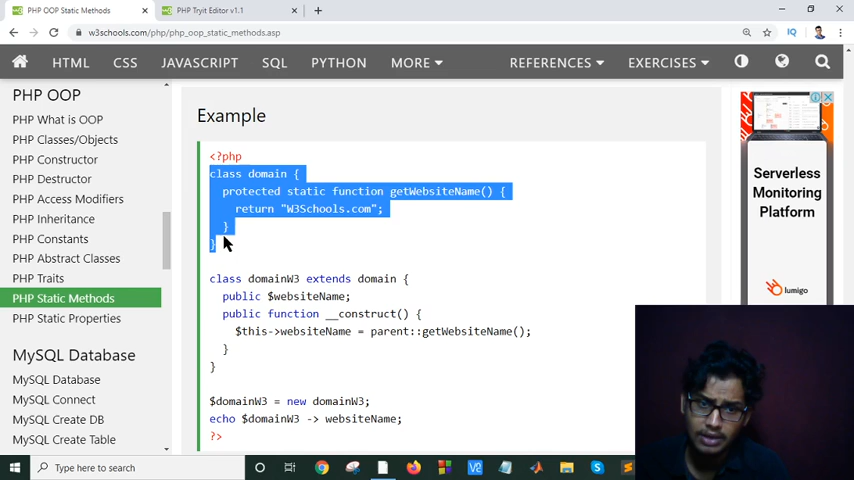 PHP OOP Static Methods
PHP Tryit Editor v1.1
w3schools.com/php/php_oop_static_methods.asp
IQ
HTML CSS JAVASCRIPT SQL PYTHON MORE REFERENCES EXERCISES
PHP OOP
PHP What is OOP
PHP Classes/Objects
PHP Constructor
PHP Destructor
PHP Access Modifiers
PHP Inheritance
PHP Constants
PHP Abstract Classes
PHP Traits
PHP Static Methods
PHP Static Properties
MySQL Database
MySQL Database
MySQL Connect
MySQL Create DB
MySQL Create Table
Example
<?php
class domain {
protected static function getWebsiteName() {
return "W3Schools.com";
}
}
class domainW3 extends domain {
public $websiteName;
public function __construct() {
$this->websiteName = parent::getWebsiteName();
}
}
$domainW3 = new domainW3;
echo $domainW3 -> websiteName;
?>
Serverless
Monitoring
Platform
lumigo
Type here to search
V2